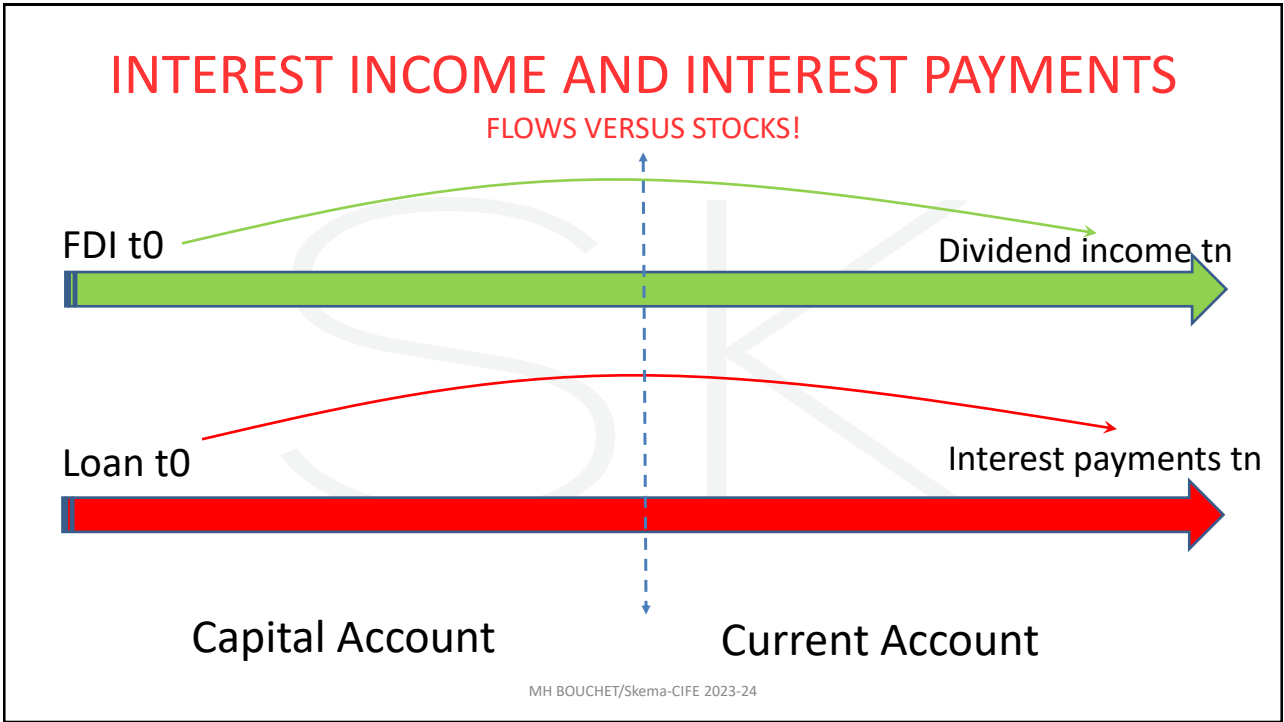 INTEREST INCOME AND INTEREST PAYMENTS
FLOWS VERSUS STOCKS!
FDI t0
Dividend income tn
Loan t0
Interest payments tn
Capital Account
Current Account
MH BOUCHET/Skema-CIFE 2023-24
SK